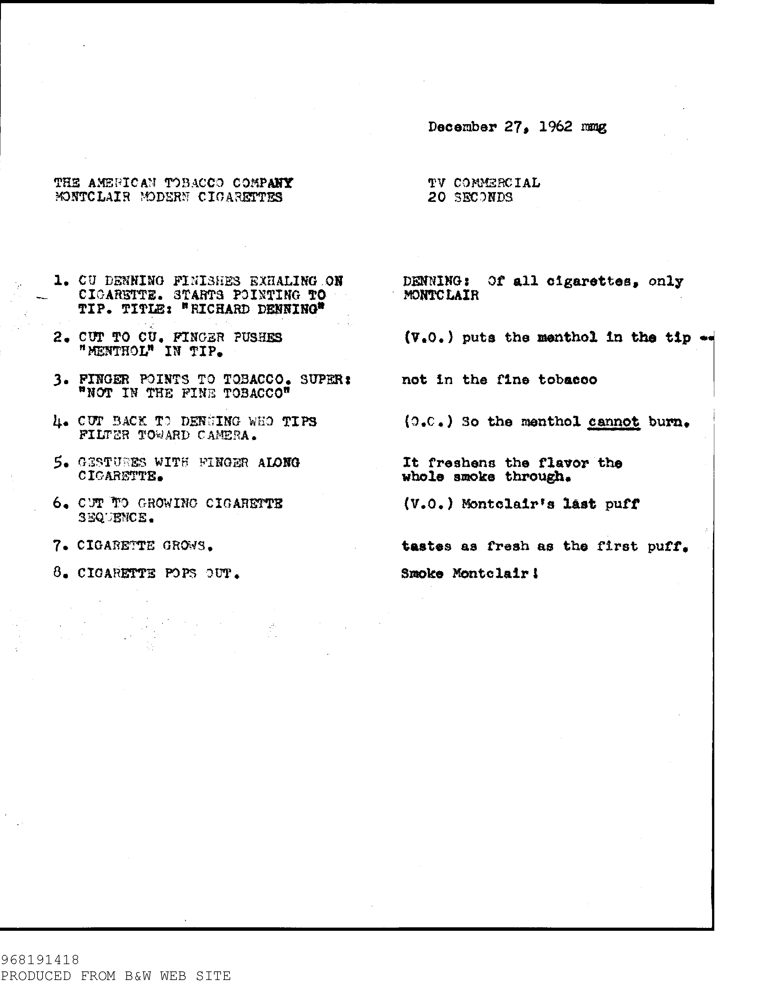 December 27, 1962 mmg
THE AMERICAN TOBACCO COMPANY
MONTCLAIR MODERN CIGARETTES
TV COMMERCIAL
20 SECONDS
1. CU DENNING FINISHES EXHALING ON
CIGARETTE. STARTS POINTING TO
TIP. TITLE: "RICHARD DENNING"
DENNING: Of all cigarettes, only
MONTCLAIR
2. CUT TO CU. FINGER PUSHES
"MENTHOL" IN TIP.
(V.O.) puts the menthol in the tip --
3. FINGER POINTS TO TOBACCO. SUPER:
"NOT IN THE FINE TOBACCO"
not in the fine tobacco
4. CUT BACK TO DENNING WHO TIPS
FILTER TOWARD CAMERA.
(O.C.) So the menthol cannot burn.
5. GESTURES WITH FINGER ALONG
CIGARETTE.
It freshens the flavor the
whole smoke through.
6. CUT TO GROWING CIGARETTE
SEQUENCE.
(V.O.) Montclair's last puff
7. CIGARETTE GROWS.
tastes as fresh as the first puff.
8. CIGARETTE POPS OUT.
Smoke Montclair!
968191418
PRODUCED FROM B&W WEB SITE